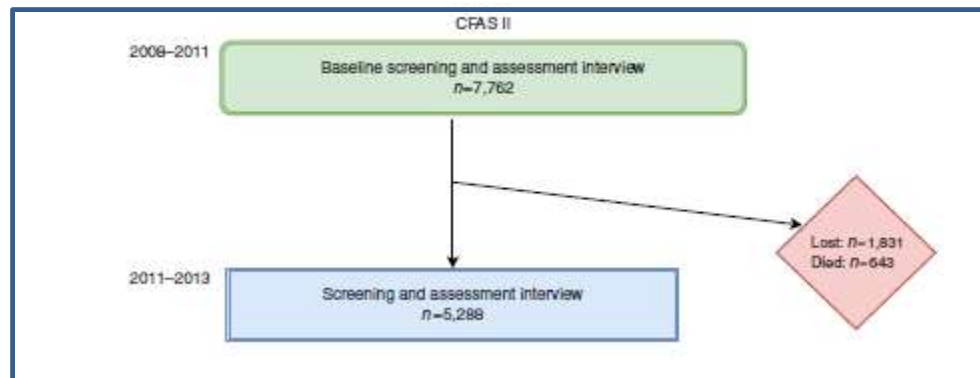 CFAS II
2008–2011
Baseline screening and assessment interview
n=7,762
Lost: n=1,831
Died: n=643
2011–2013
Screening and assessment interview
n=5,288